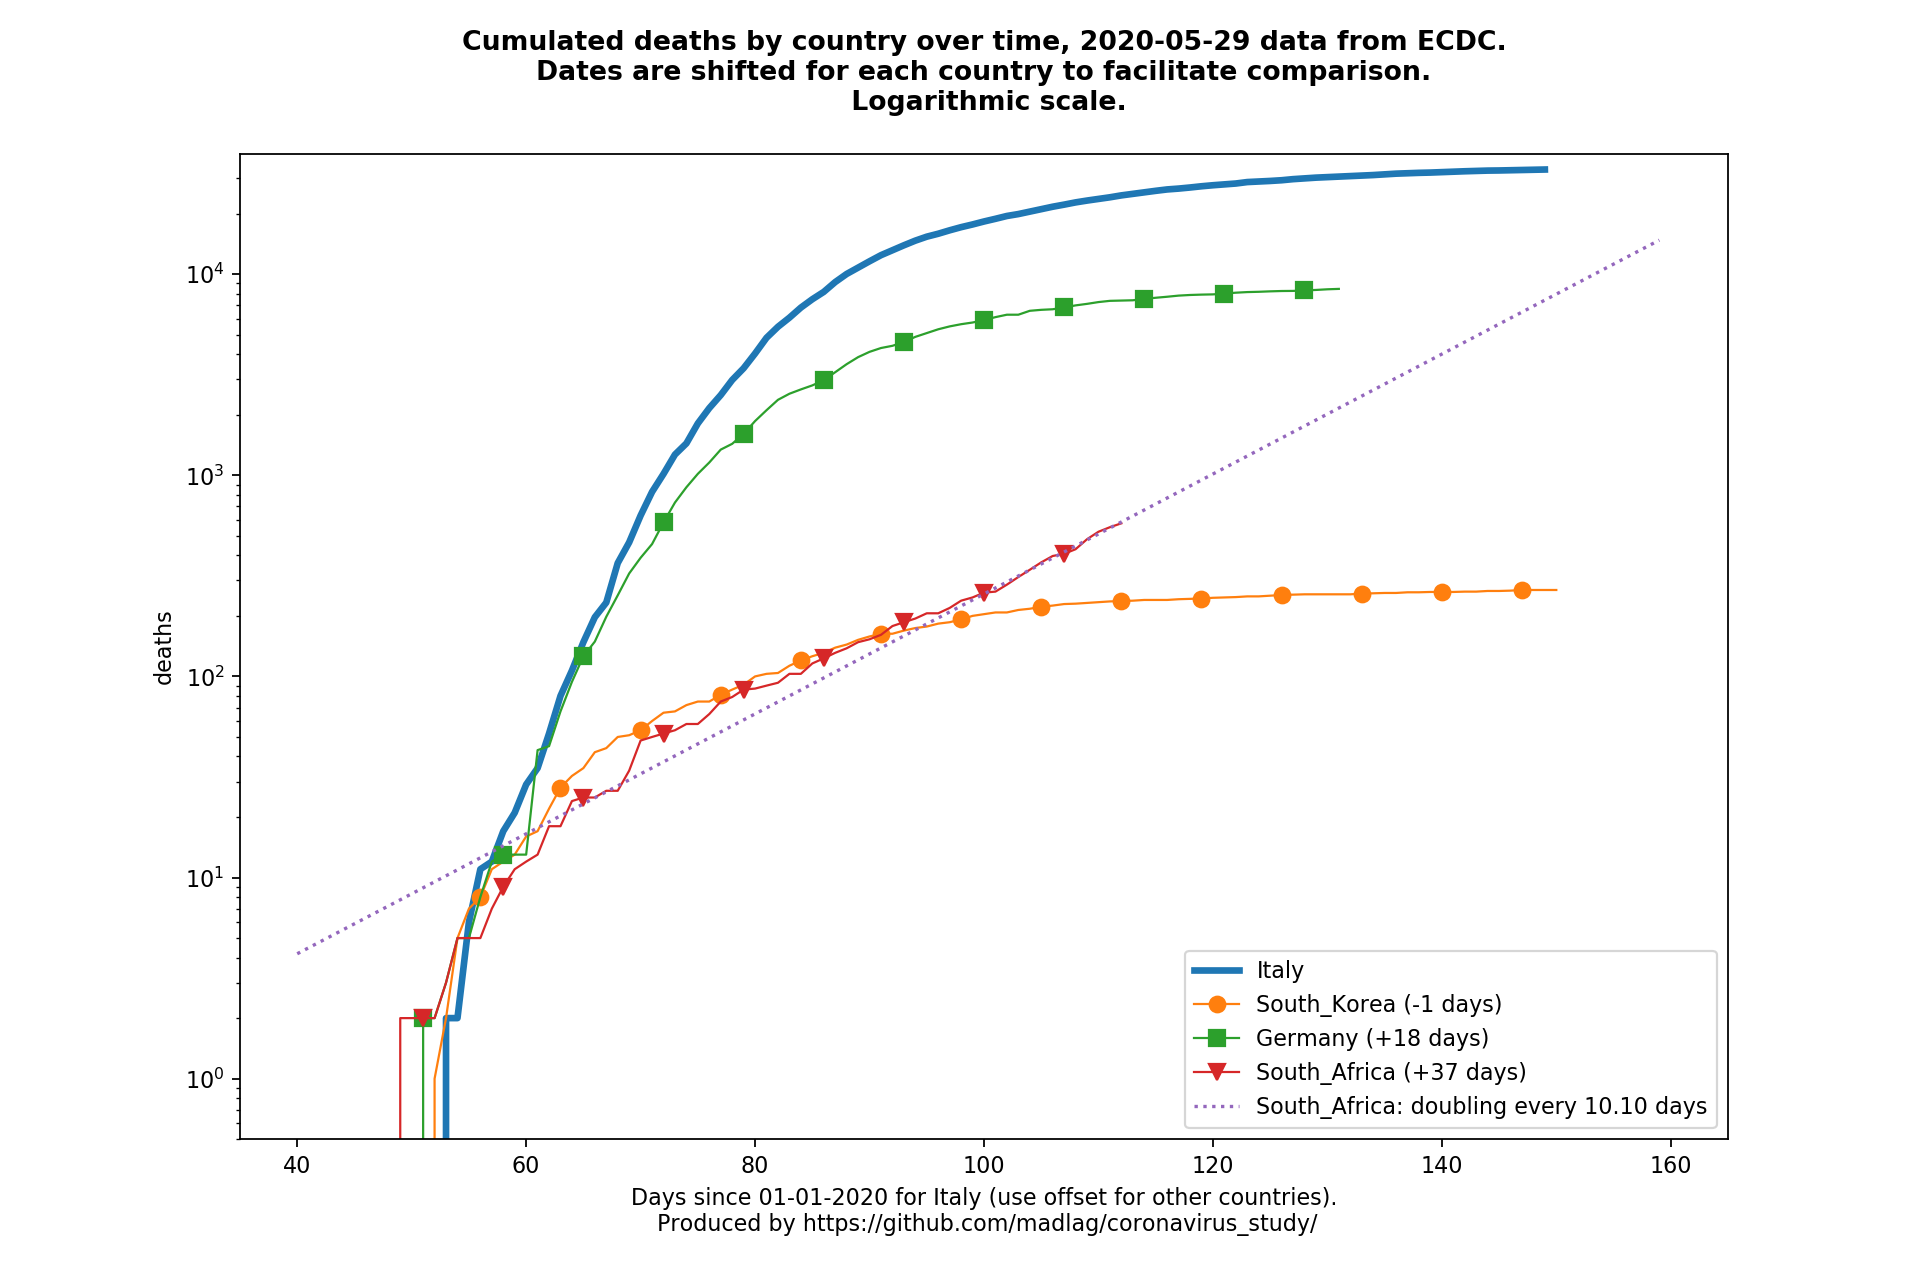 Cumulated deaths by country over time, 2020-05-29 data from ECDC.
Dates are shifted for each country to facilitate comparison.
Logarithmic scale.
10^4
10^3
10^2
10^1
10^0
deaths
Italy
South_Korea (-1 days)
Germany (+18 days)
South_Africa (+37 days)
South_Africa: doubling every 10.10 days
40 60 80 100 120 140 160
Days since 01-01-2020 for Italy (use offset for other countries).
Produced by https://github.com/madlag/coronavirus_study/